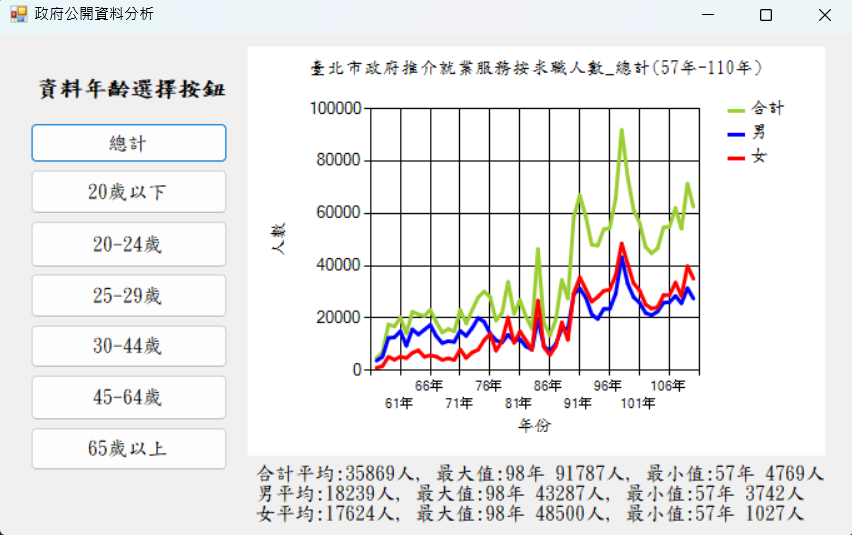 政府公開資料分析
資料年齡選擇按鈕
總計
20歲以下
20-24歲
25-29歲
30-44歲
45-64歲
65歲以上
臺北市政府推介就業服務按求職人數_總計(57年-110年)
合計
男
女
人數
100000
80000
60000
40000
20000
0
66年 76年 86年 96年 106年
61年 71年 81年 91年 101年
年份
合計平均:35869人, 最大值:98年 91787人, 最小值:57年 4769人
男平均:18239人, 最大值:98年 43287人, 最小值:57年 3742人
女平均:17624人, 最大值:98年 48500人, 最小值:57年 1027人